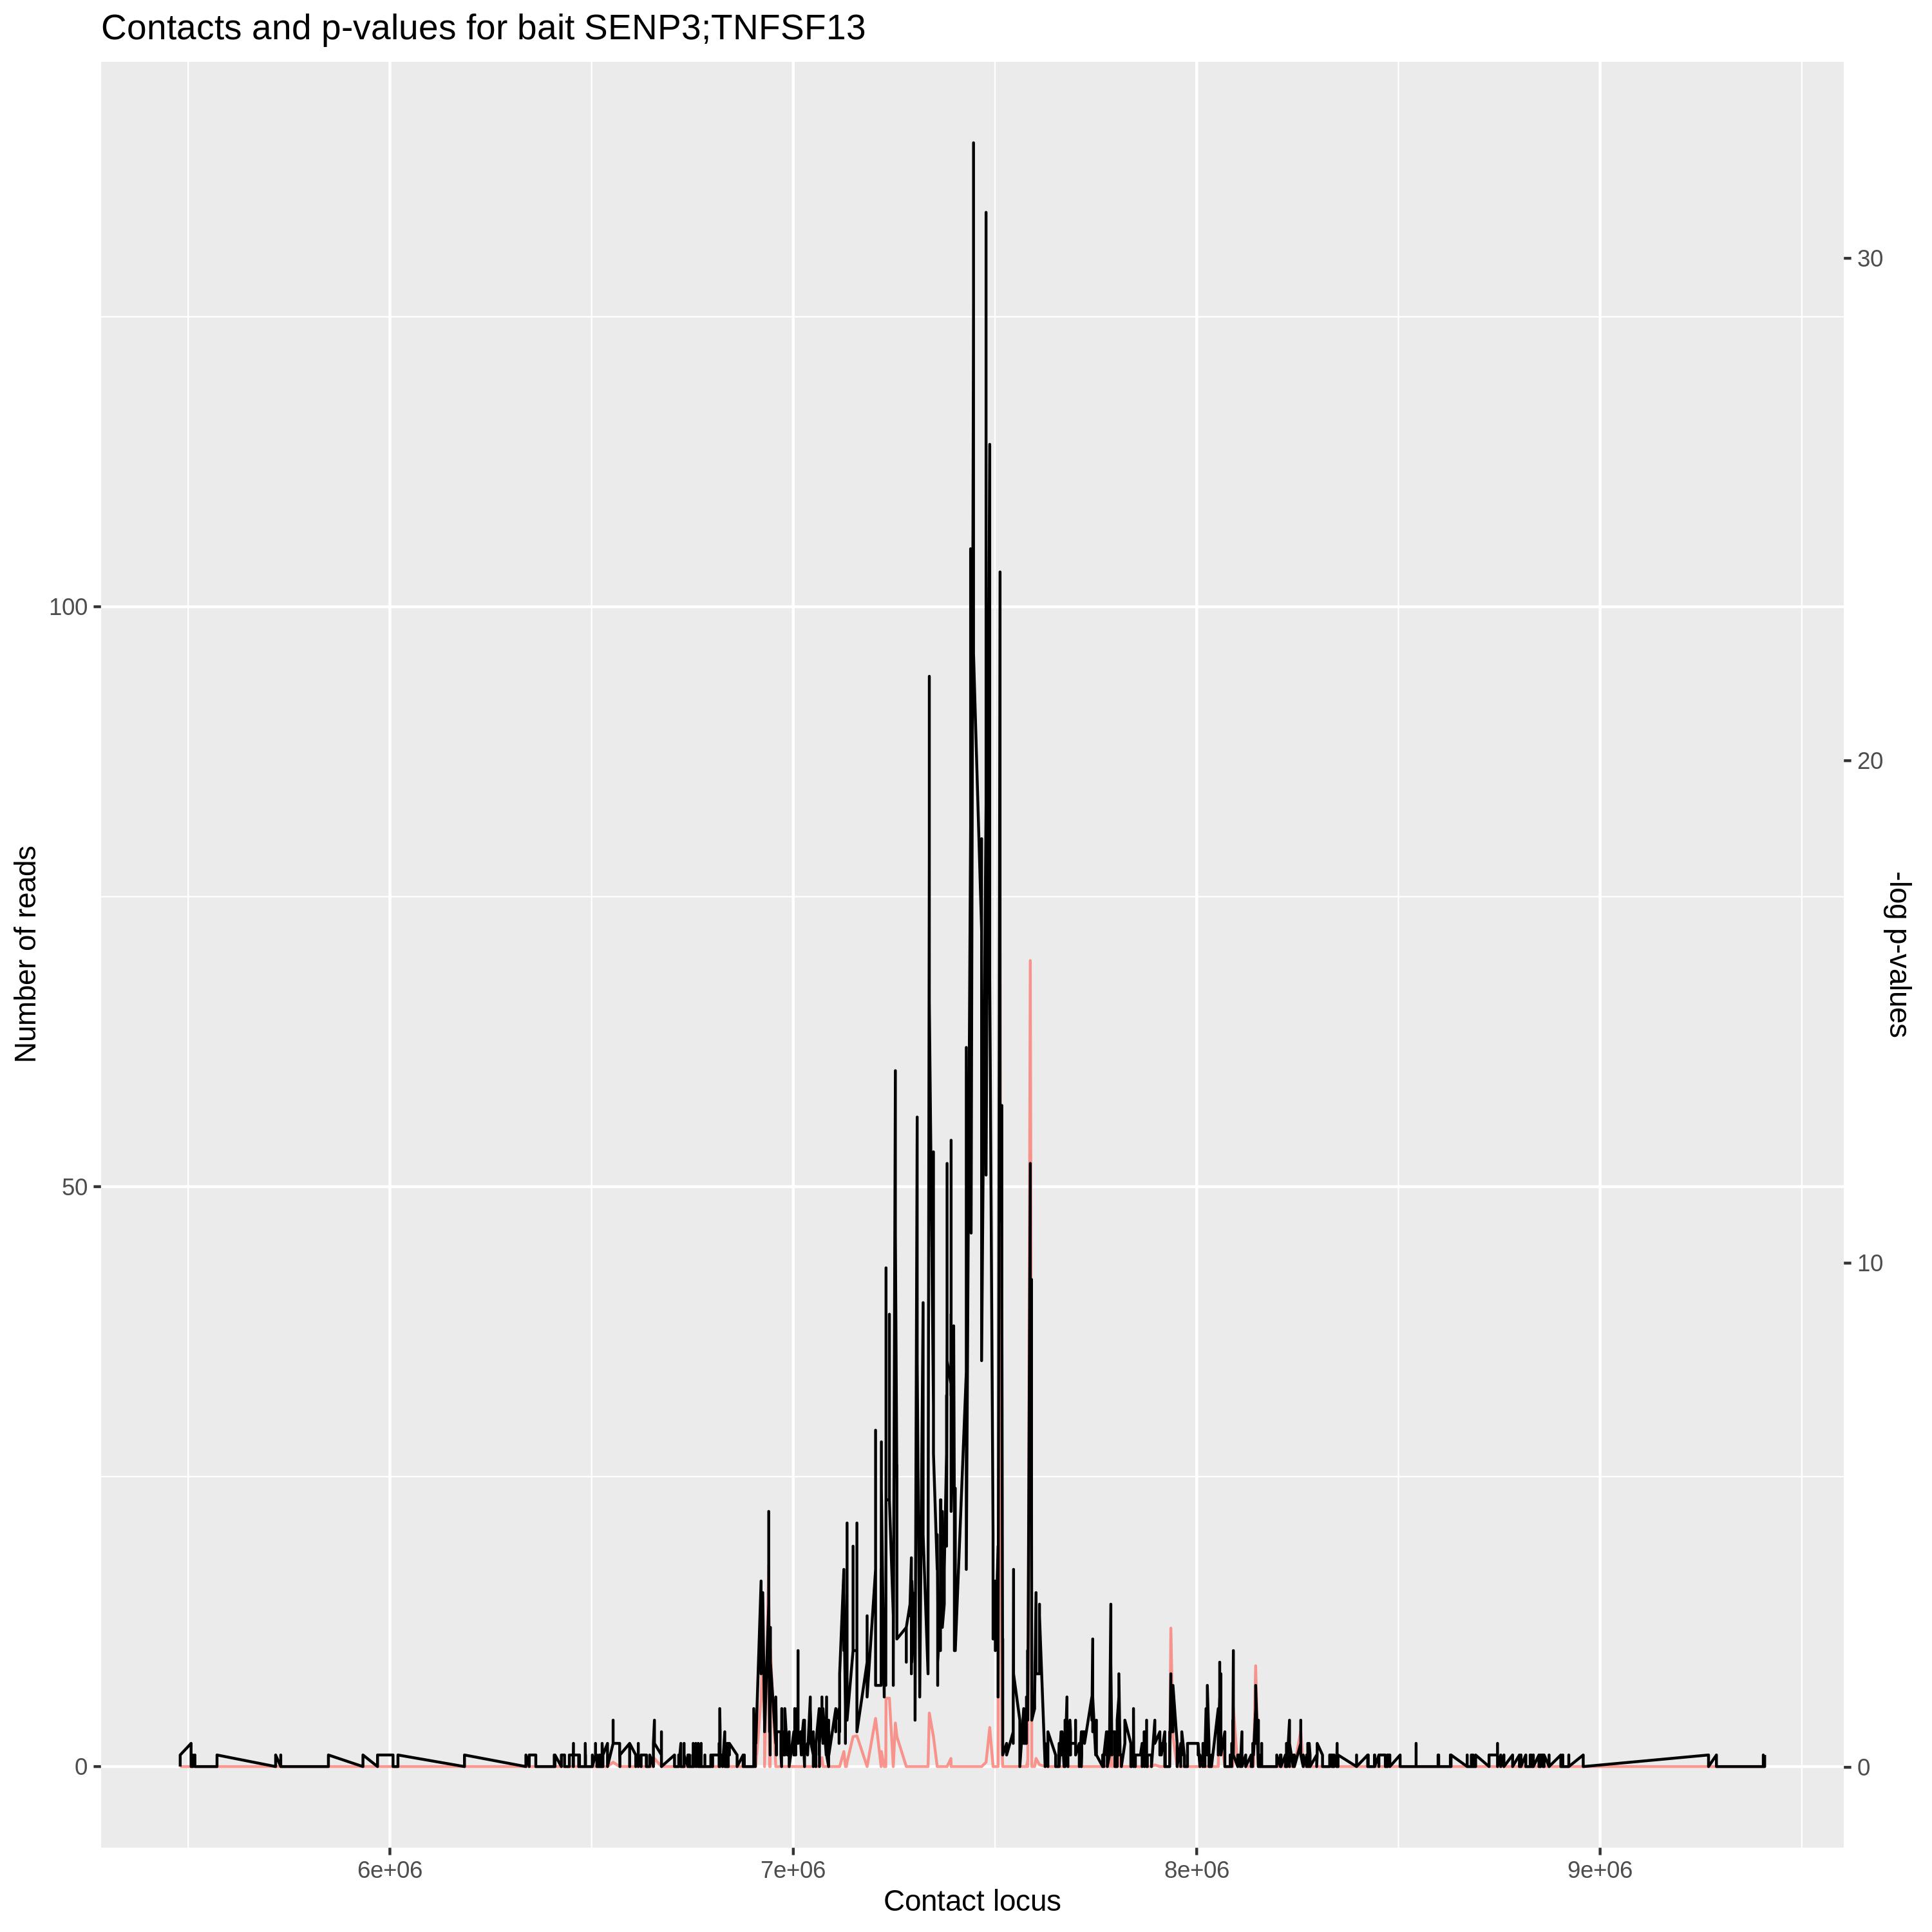 Contacts and p-values for bait SENP3;TNFSF13
Number of reads
100
50
0
30
20
10
0
-log p-values
6e+06
7e+06
8e+06
9e+06
Contact locus